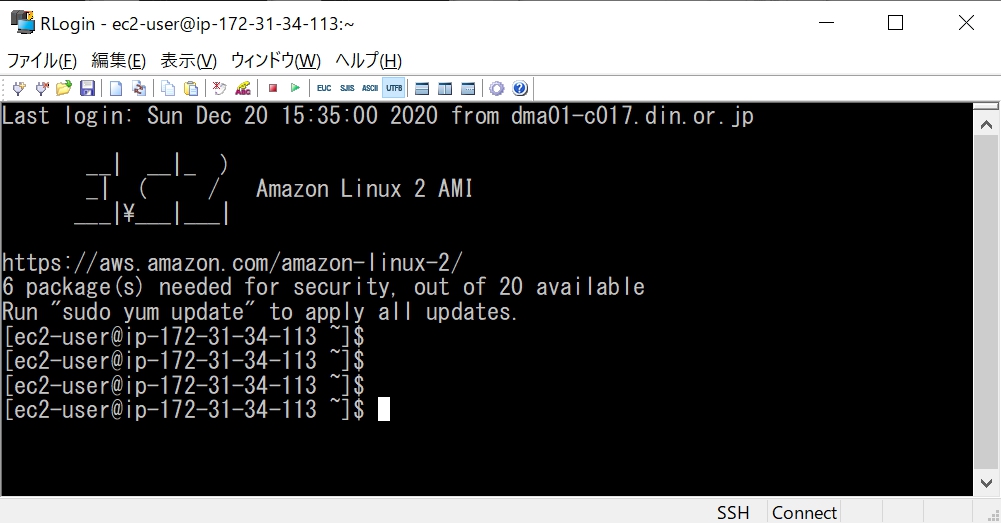 RLogin - ec2-user@ip-172-31-34-113:~
ファイル(F) 編集(E) 表示(V) ウィンドウ(W) ヘルプ(H)
ABC EUC SJIS ASCII UTF8
Last login: Sun Dec 20 15:35:00 2020 from dma01-c017.din.or.jp
       __|  __|_  )
       _|  (     /   Amazon Linux 2 AMI
      ___|¥___|___|
https://aws.amazon.com/amazon-linux-2/
6 package(s) needed for security, out of 20 available
Run "sudo yum update" to apply all updates.
[ec2-user@ip-172-31-34-113 ~]$
[ec2-user@ip-172-31-34-113 ~]$
[ec2-user@ip-172-31-34-113 ~]$
[ec2-user@ip-172-31-34-113 ~]$
SSH Connect